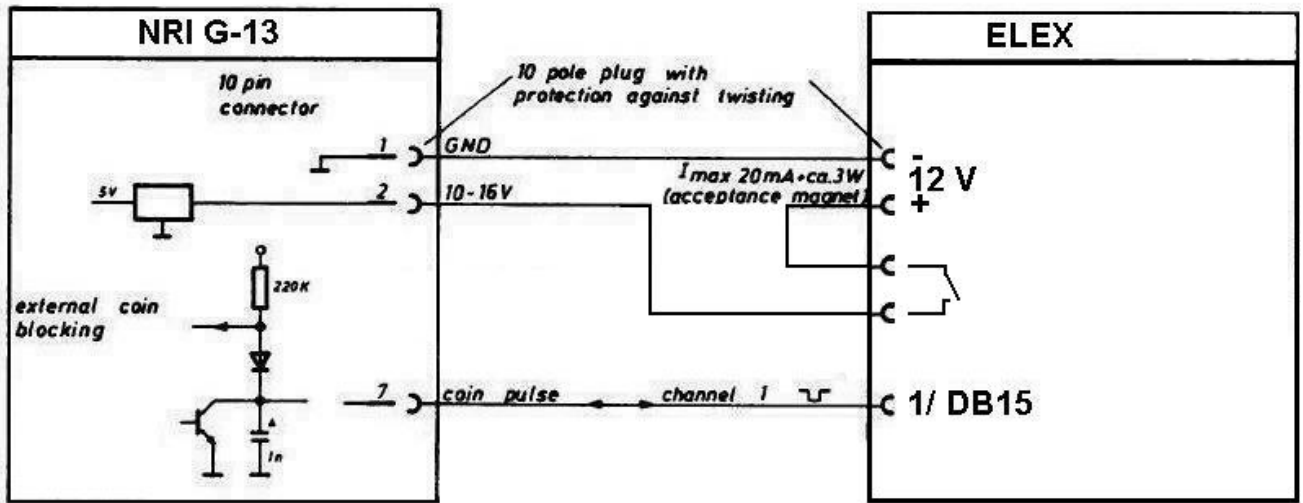 NRI G-13
ELEX
10 pin
connector
10 pole plug with
protection against twisting
1
GND
-
12 V
+
I max 20mA+ca.3W
(acceptance magnet)
5V
2
10-16V
220K
external coin
blocking
7
coin pulse
channel 1
1/ DB15
1n